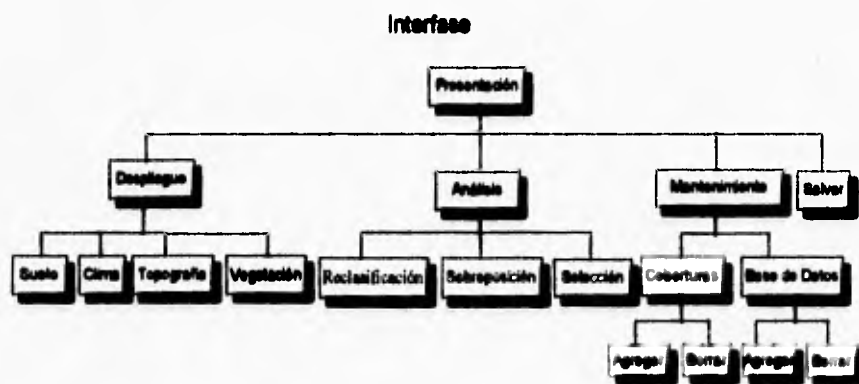 Interfase
Presentación
Despliegue Análisis Mantenimiento Salvar
Suelo Clima Topografía Vegetación Reclasificación Sobreposición Selección Coberturas Base de Datos
Agregar Borrar Agregar Borrar